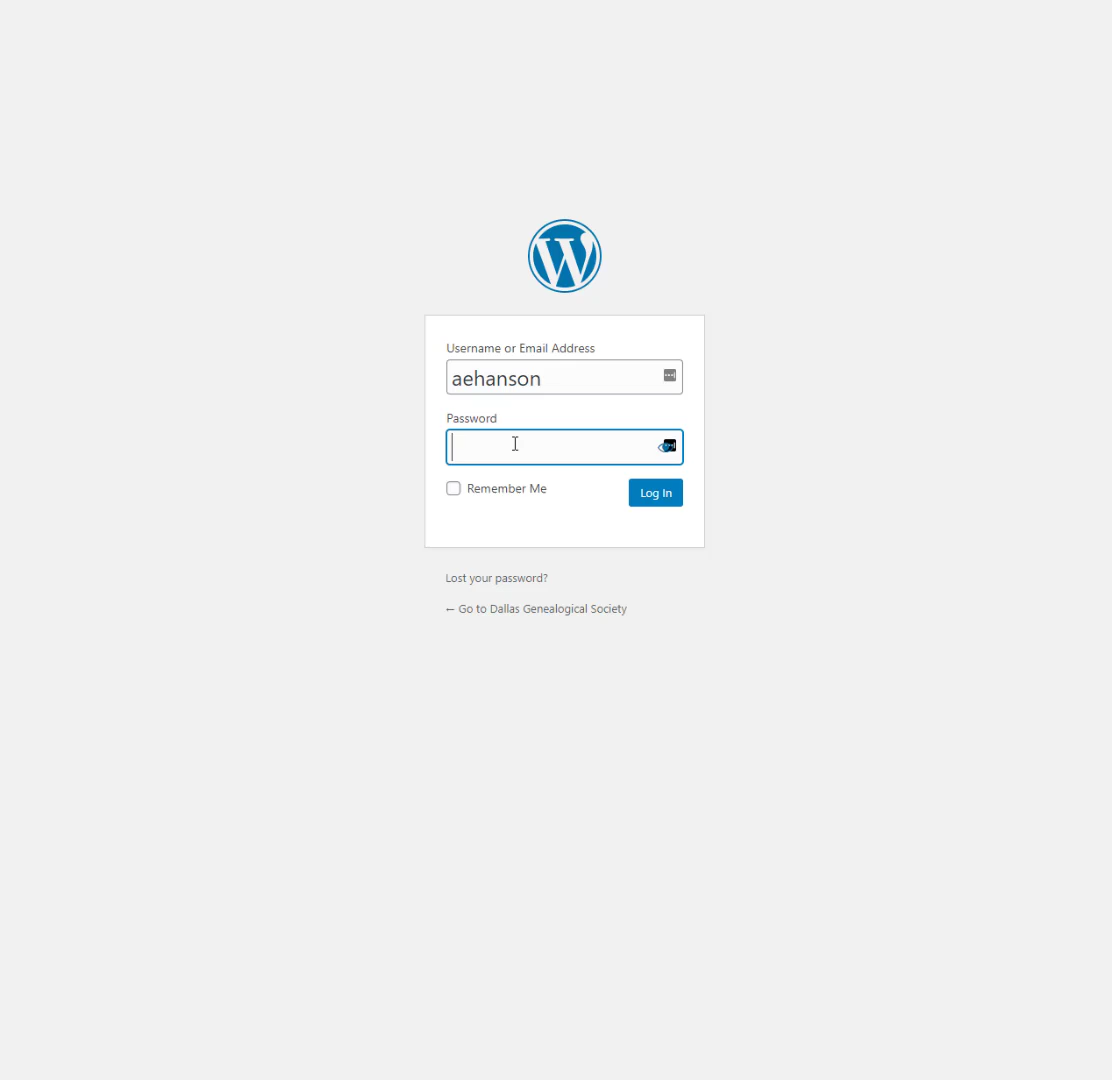 Username or Email Address
aehanson
Password
Remember Me
Log In
Lost your password?
← Go to Dallas Genealogical Society